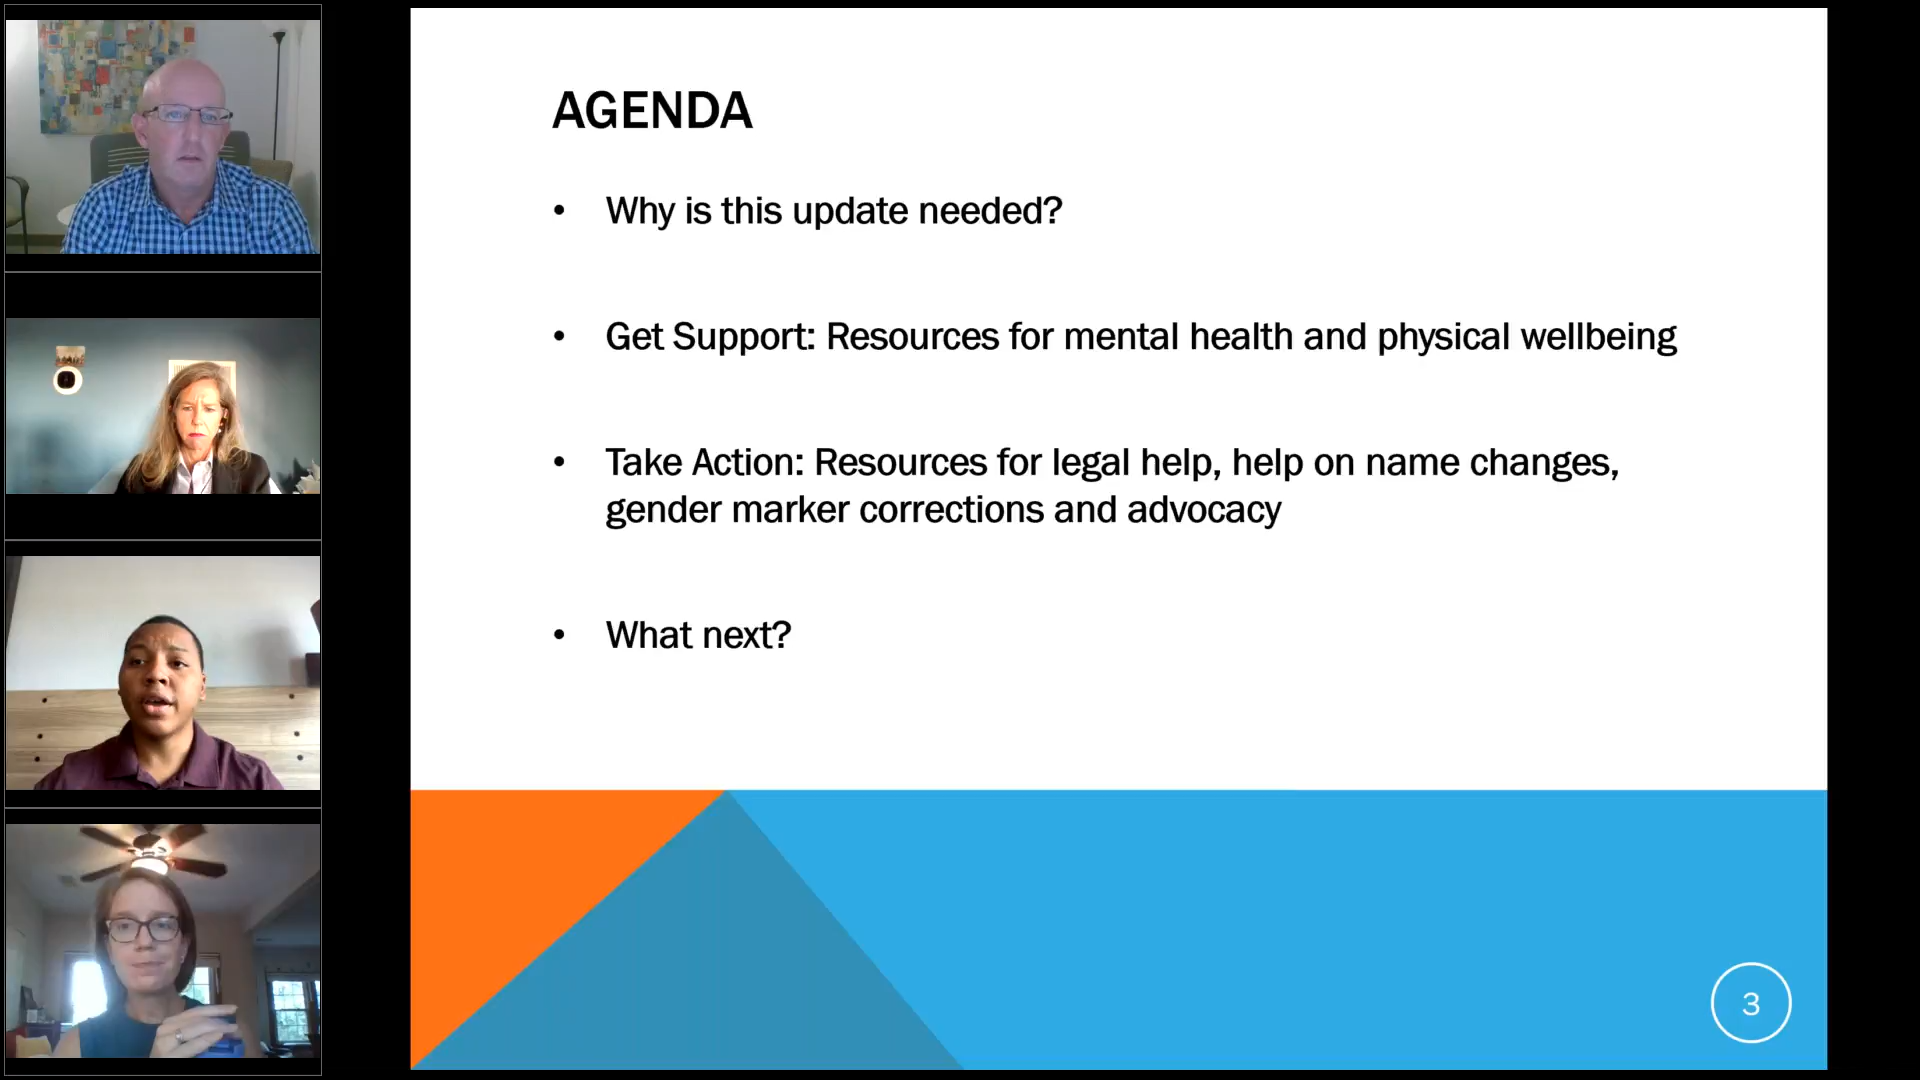 AGENDA
• Why is this update needed?
• Get Support: Resources for mental health and physical wellbeing
• Take Action: Resources for legal help, help on name changes,
gender marker corrections and advocacy
• What next?
3